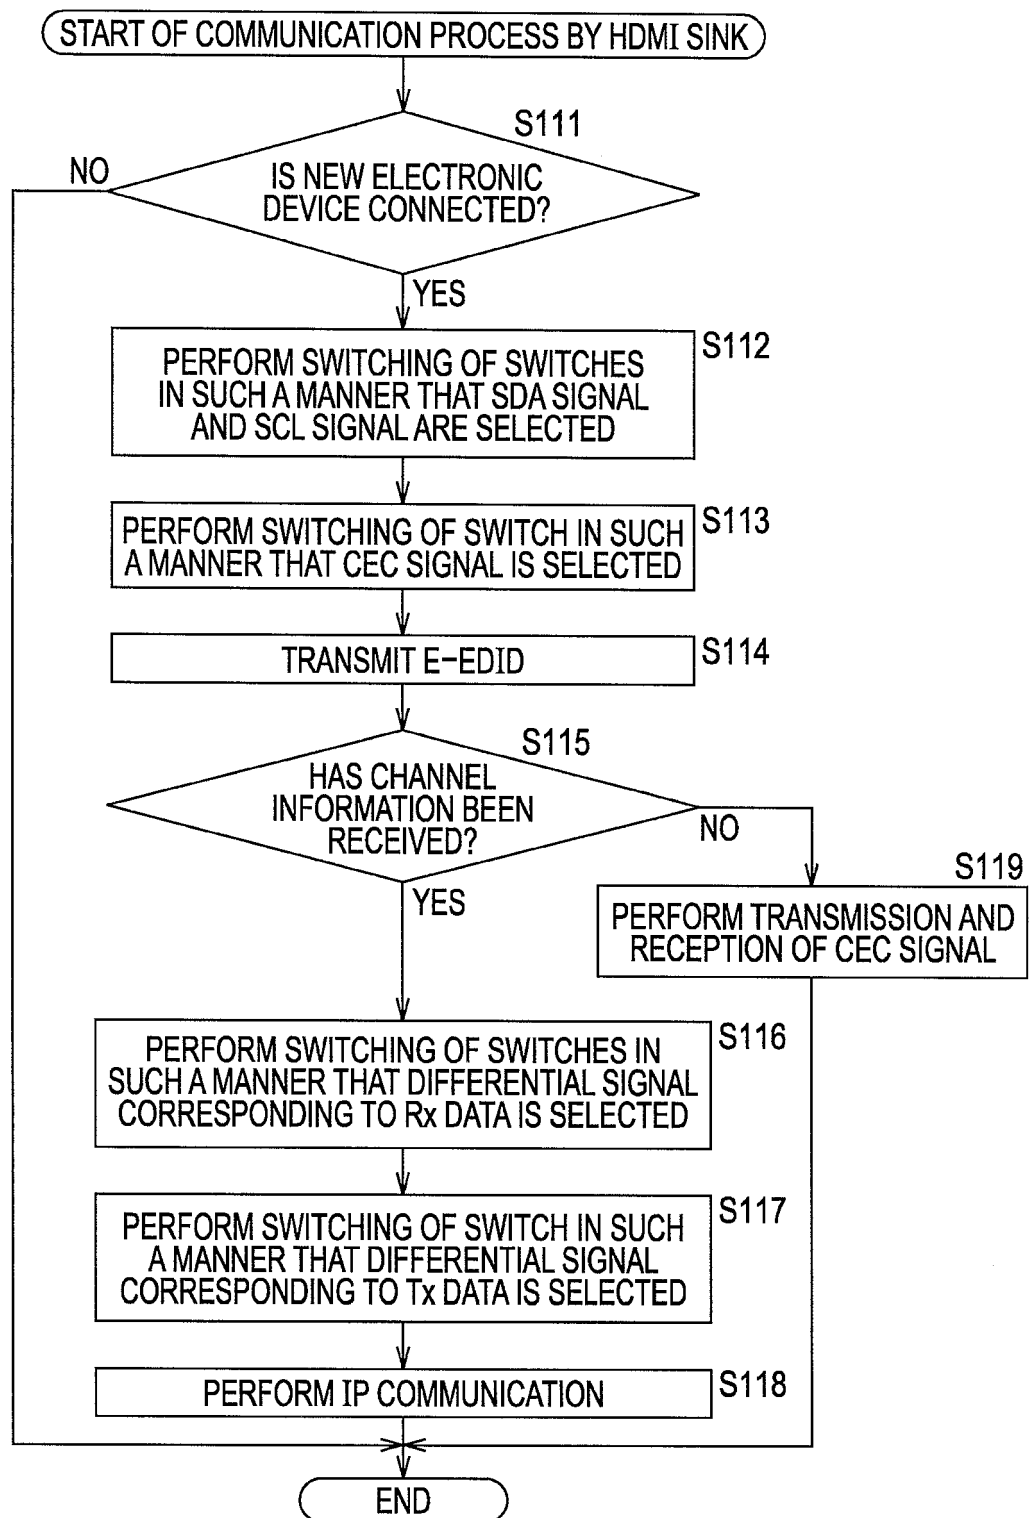 START OF COMMUNICATION PROCESS BY HDMI SINK
S111
NO
IS NEW ELECTRONIC
DEVICE CONNECTED?
YES
S112
PERFORM SWITCHING OF SWITCHES
IN SUCH A MANNER THAT SDA SIGNAL
AND SCL SIGNAL ARE SELECTED
S113
PERFORM SWITCHING OF SWITCH IN SUCH
A MANNER THAT CEC SIGNAL IS SELECTED
S114
TRANSMIT E-EDID
S115
HAS CHANNEL
INFORMATION BEEN
RECEIVED?
NO
YES
S119
PERFORM TRANSMISSION AND
RECEPTION OF CEC SIGNAL
S116
PERFORM SWITCHING OF SWITCHES IN
SUCH A MANNER THAT DIFFERENTIAL SIGNAL
CORRESPONDING TO Rx DATA IS SELECTED
S117
PERFORM SWITCHING OF SWITCH IN SUCH
A MANNER THAT DIFFERENTIAL SIGNAL
CORRESPONDING TO Tx DATA IS SELECTED
S118
PERFORM IP COMMUNICATION
END